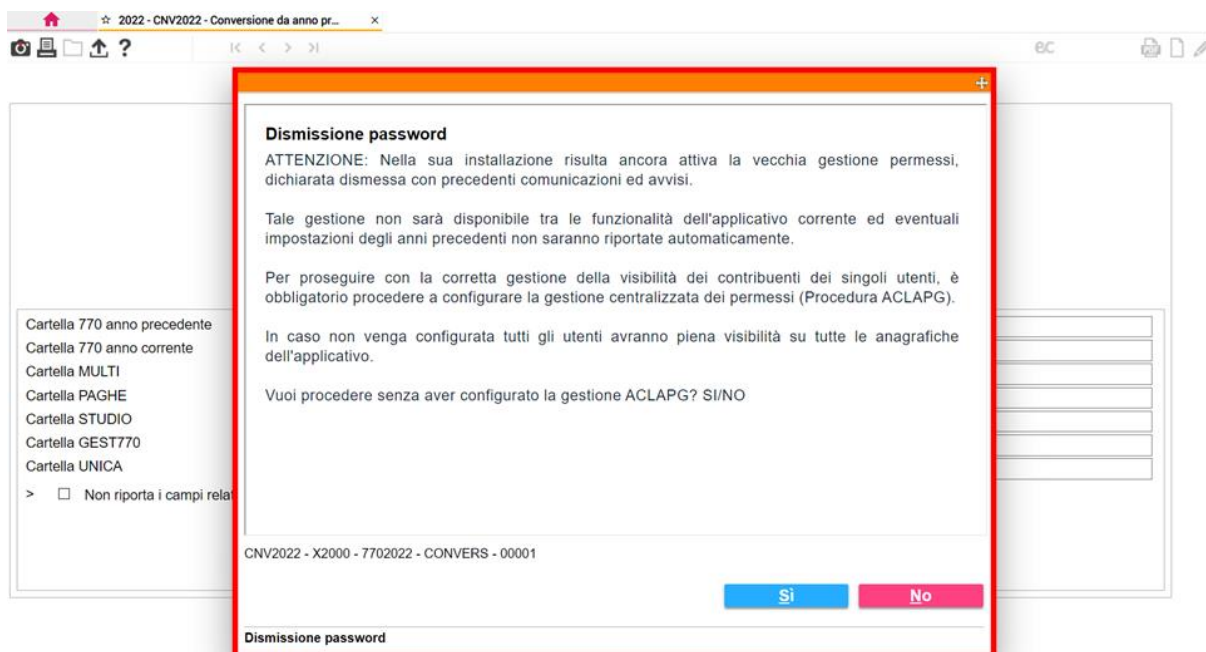 2022 - CNV2022 - Conversione da anno pr...
Dismissione password
ATTENZIONE: Nella sua installazione risulta ancora attiva la vecchia gestione permessi,
dichiarata dismessa con precedenti comunicazioni ed avvisi.
Tale gestione non sarà disponibile tra le funzionalità dell'applicativo corrente ed eventuali
impostazioni degli anni precedenti non saranno riportate automaticamente.
Per proseguire con la corretta gestione della visibilità dei contribuenti dei singoli utenti, è
obbligatorio procedere a configurare la gestione centralizzata dei permessi (Procedura ACLAPG).
In caso non venga configurata tutti gli utenti avranno piena visibilità su tutte le anagrafiche
dell'applicativo.
Vuoi procedere senza aver configurato la gestione ACLAPG? SI/NO
Cartella 770 anno precedente
Cartella 770 anno corrente
Cartella MULTI
Cartella PAGHE
Cartella STUDIO
Cartella GEST770
Cartella UNICA
> Non riporta i campi relat
CNV2022 - X2000 - 7702022 - CONVERS - 00001
Sì No
Dismissione password